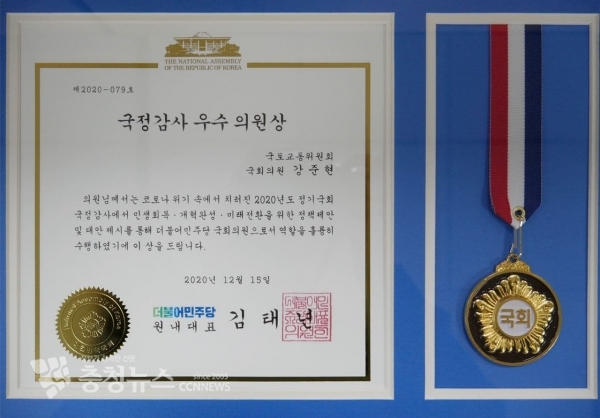 THE NATIONAL ASSEMBLY
OF THE REPUBLIC OF KOREA
제2020-079호
국정감사 우수 의원상
국토교통위원회
국회의원 강준현
의원님께서는 코로나 위기 속에서 치러진 2020년도 정기국회
국정감사에서 민생회복·개혁완성·미래전환을 위한 정책제안
및 대안 제시를 통해 더불어민주당 국회의원으로서 역할을 훌륭히
수행하였기에 이 상을 드립니다.
2020년 12월 15일
더불어민주당
원내대표 김태년
국회
충청뉴스
since 2005
CCNNEWS